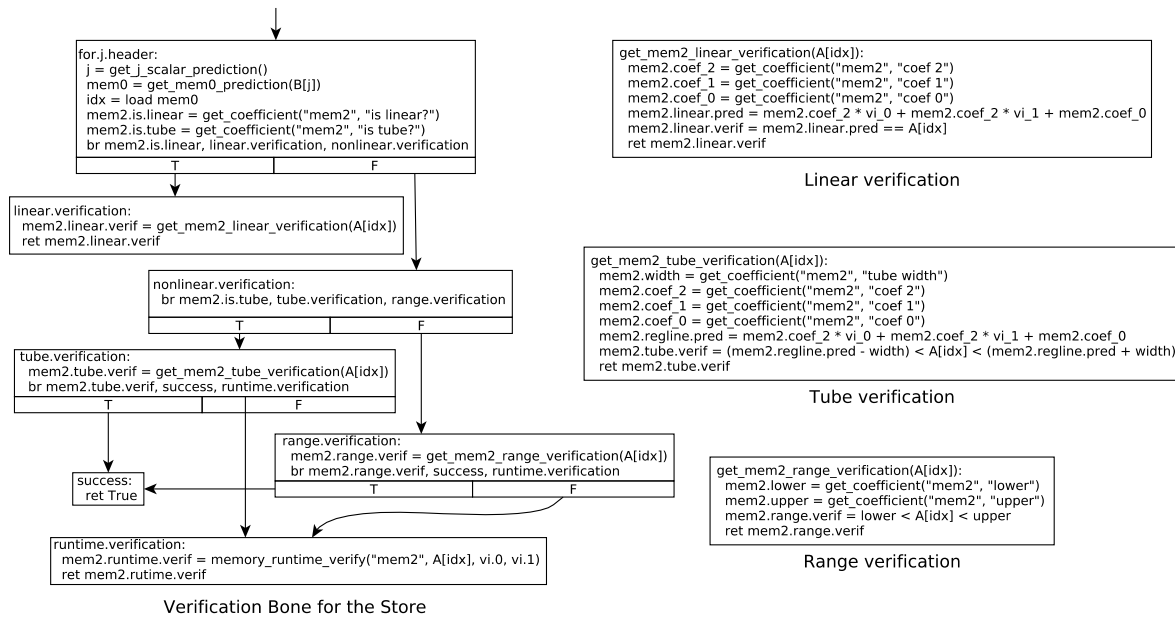 for.j.header:
j = get_j_scalar_prediction()
mem0 = get_mem0_prediction(B[j])
idx = load mem0
mem2.is.linear = get_coefficient("mem2", "is linear?")
mem2.is.tube = get_coefficient("mem2", "is tube?")
br mem2.is.linear, linear.verification, nonlinear.verification
T F
linear.verification:
mem2.linear.verif = get_mem2_linear_verification(A[idx])
ret mem2.linear.verif
nonlinear.verification:
br mem2.is.tube, tube.verification, range.verification
T F
tube.verification:
mem2.tube.verif = get_mem2_tube_verification(A[idx])
br mem2.tube.verif, success, runtime.verification
T F
range.verification:
mem2.range.verif = get_mem2_range_verification(A[idx])
br mem2.range.verif, success, runtime.verification
T F
success:
ret True
runtime.verification:
mem2.runtime.verif = memory_runtime_verify("mem2", A[idx], vi.0, vi.1)
ret mem2.rutime.verif
Verification Bone for the Store
get_mem2_linear_verification(A[idx]):
mem2.coef_2 = get_coefficient("mem2", "coef 2")
mem2.coef_1 = get_coefficient("mem2", "coef 1")
mem2.coef_0 = get_coefficient("mem2", "coef 0")
mem2.linear.pred = mem2.coef_2 * vi_0 + mem2.coef_2 * vi_1 + mem2.coef_0
mem2.linear.verif = mem2.linear.pred == A[idx]
ret mem2.linear.verif
Linear verification
get_mem2_tube_verification(A[idx]):
mem2.width = get_coefficient("mem2", "tube width")
mem2.coef_2 = get_coefficient("mem2", "coef 2")
mem2.coef_1 = get_coefficient("mem2", "coef 1")
mem2.coef_0 = get_coefficient("mem2", "coef 0")
mem2.regline.pred = mem2.coef_2 * vi_0 + mem2.coef_2 * vi_1 + mem2.coef_0
mem2.tube.verif = (mem2.regline.pred - width) < A[idx] < (mem2.regline.pred + width)
ret mem2.tube.verif
Tube verification
get_mem2_range_verification(A[idx]):
mem2.lower = get_coefficient("mem2", "lower")
mem2.upper = get_coefficient("mem2", "upper")
mem2.range.verif = lower < A[idx] < upper
ret mem2.range.verif
Range verification